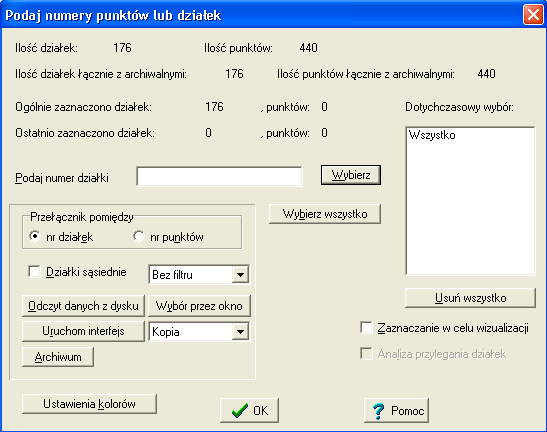 Podaj numery punktów lub działek
Ilość działek: 176 Ilość punktów: 440
Ilość działek łącznie z archiwalnymi: 176 Ilość punktów łącznie z archiwalnymi: 440
Ogólnie zaznaczono działek: 176 , punktów: 0 Dotychczasowy wybór:
Ostatnio zaznaczono działek: 0 , punktów: 0
Wszystko
Podaj numer działki Wybierz
Wybierz wszystko
Przełącznik pomiędzy
nr działek nr punktów
Działki sąsiednie Bez filtru
Odczyt danych z dysku Wybór przez okno
Usuń wszystko
Uruchom interfejs Kopia
Zaznaczanie w celu wizualizacji
Archiwum
Analiza przylegania działek
Ustawienia kolorów OK Pomoc